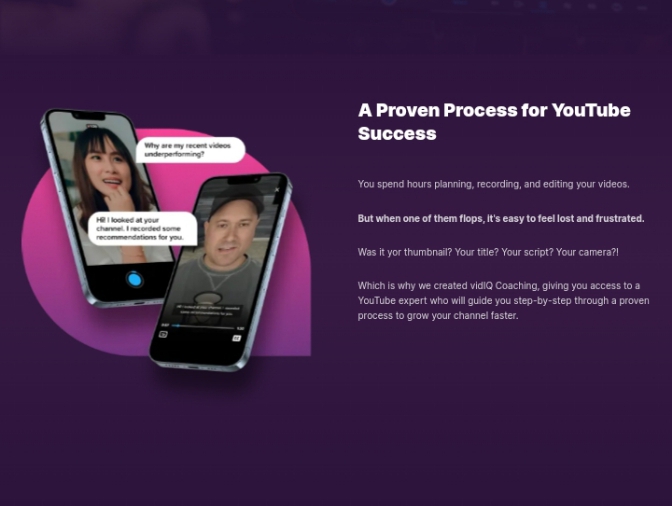 Why are my recent videos
underperforming?
Hi! I looked at your
channel. I recorded some
recommendations for you.
A Proven Process for YouTube
Success
You spend hours planning, recording, and editing your videos.
But when one of them flops, it's easy to feel lost and frustrated.
Was it yor thumbnail? Your title? Your script? Your camera?!
Which is why we created vidIQ Coaching, giving you access to a
YouTube expert who will guide you step-by-step through a proven
process to grow your channel faster.